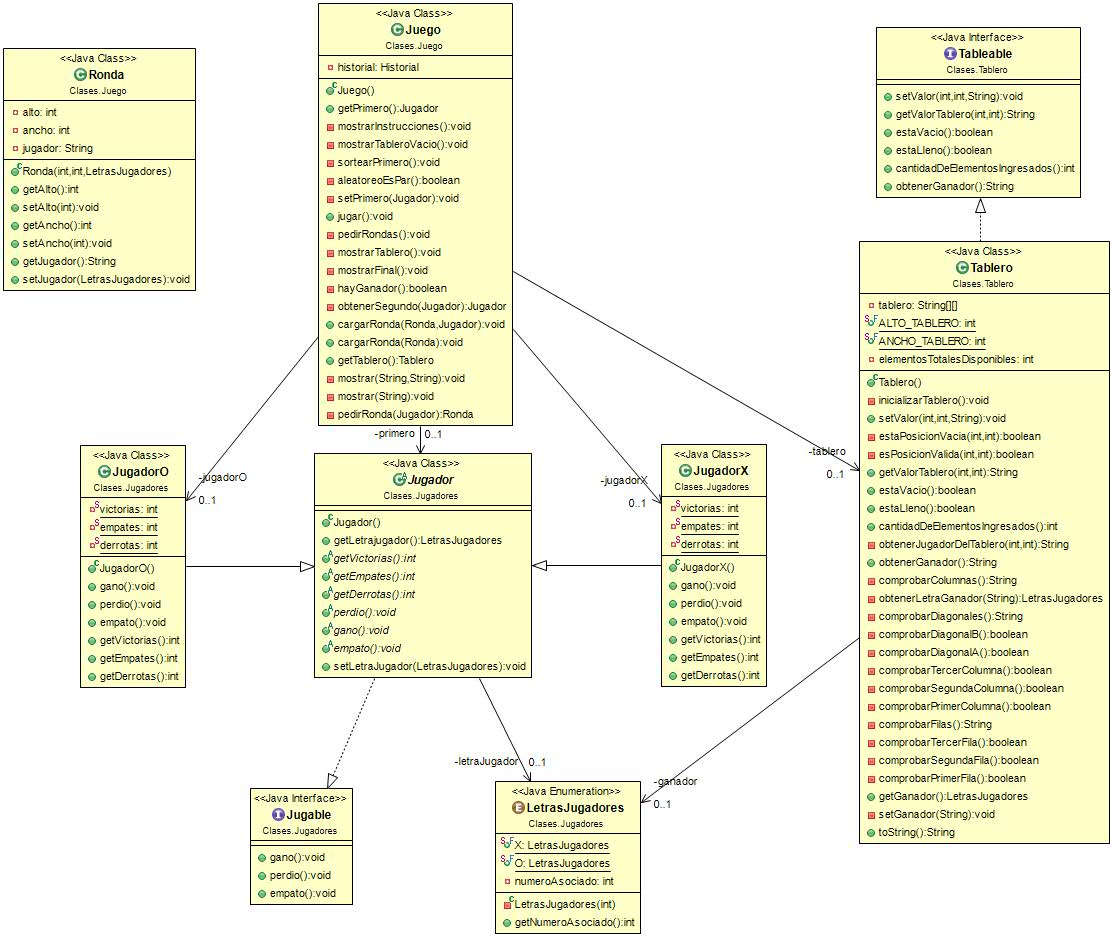 <<Java Class>>
Ronda
Clases.Juego
alto: int
ancho: int
jugador: String
Ronda(int,int,LetrasJugadores)
getAlto():int
setAlto(int):void
getAncho():int
setAncho(int):void
getJugador():String
setJugador(LetrasJugadores):void
<<Java Class>>
Juego
Clases.Juego
historial: Historial
Juego()
getPrimero():Jugador
mostrarInstrucciones():void
mostrarTableroVacio():void
sortearPrimero():void
aleatoreoEsPar():boolean
setPrimero(Jugador):void
jugar():void
pedirRondas():void
mostrarTablero():void
mostrarFinal():void
hayGanador():boolean
obtenerSegundo(Jugador):Jugador
cargarRonda(Ronda,Jugador):void
cargarRonda(Ronda):void
getTablero():Tablero
mostrar(String,String):void
mostrar(String):void
pedirRonda(Jugador):Ronda
<<Java Interface>>
Tableable
Clases.Tablero
setValor(int,int,String):void
getValorTablero(int,int):String
estaVacio():boolean
estaLleno():boolean
cantidadDeElementosIngresados():int
obtenerGanador():String
<<Java Class>>
Tablero
Clases.Tablero
tablero: String[][]
ALTO_TABLERO: int
ANCHO_TABLERO: int
elementosTotalesDisponibles: int
Tablero()
inicializarTablero():void
setValor(int,int,String):void
estaPosicionVacia(int,int):boolean
esPosicionValida(int,int):boolean
getValorTablero(int,int):String
estaVacio():boolean
estaLleno():boolean
cantidadDeElementosIngresados():int
obtenerJugadorDelTablero(int,int):String
obtenerGanador():String
comprobarColumnas():String
obtenerLetraGanador(String):LetrasJugadores
comprobarDiagonales():String
comprobarDiagonalB():boolean
comprobarDiagonalA():boolean
comprobarTercerColumna():boolean
comprobarSegundaColumna():boolean
comprobarPrimerColumna():boolean
comprobarFilas():String
comprobarTercerFila():boolean
comprobarSegundaFila():boolean
comprobarPrimerFila():boolean
getGanador():LetrasJugadores
setGanador(String):void
toString():String
-primero 0..1
-jugadorO
0..1
-jugadorX
0..1
-tablero
0..1
<<Java Class>>
JugadorO
Clases.Jugadores
victorias: int
empates: int
derrotas: int
JugadorO()
gano():void
perdio():void
empato():void
getVictorias():int
getEmpates():int
getDerrotas():int
<<Java Class>>
Jugador
Clases.Jugadores
Jugador()
getLetrajugador():LetrasJugadores
getVictorias():int
getEmpates():int
getDerrotas():int
perdio():void
gano():void
empato():void
setLetraJugador(LetrasJugadores):void
<<Java Class>>
JugadorX
Clases.Jugadores
victorias: int
empates: int
derrotas: int
JugadorX()
gano():void
perdio():void
empato():void
getVictorias():int
getEmpates():int
getDerrotas():int
-letraJugador 0..1
-ganador
0..1
<<Java Interface>>
Jugable
Clases.Jugadores
gano():void
perdio():void
empato():void
<<Java Enumeration>>
LetrasJugadores
Clases.Jugadores
X: LetrasJugadores
O: LetrasJugadores
numeroAsociado: int
LetrasJugadores(int)
getNumeroAsociado():int